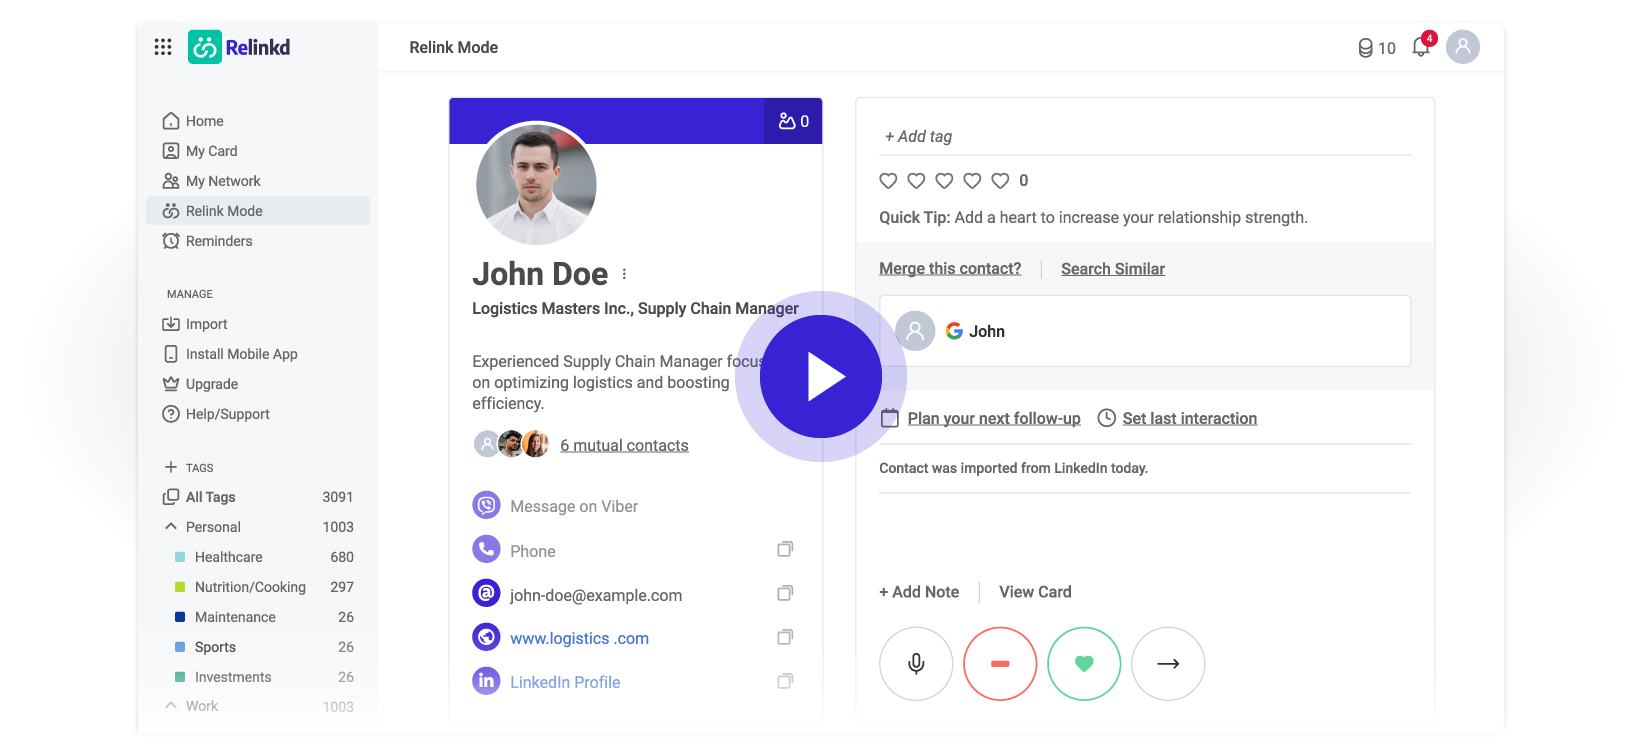 Relinkd
Relink Mode
10
4
Home
My Card
My Network
Relink Mode
Reminders
MANAGE
Import
Install Mobile App
Upgrade
Help/Support
TAGS
All Tags 3091
Personal 1003
Healthcare 680
Nutrition/Cooking 297
Maintenance 26
Sports 26
Investments 26
Work 1003
0
John Doe
Logistics Masters Inc., Supply Chain Manager
Experienced Supply Chain Manager
on optimizing logistics and boosting
efficiency.
6 mutual contacts
Message on Viber
Phone
john-doe@example.com
www.logistics .com
in LinkedIn Profile
+ Add tag
0
Quick Tip: Add a heart to increase your relationship strength.
Merge this contact? Search Similar
G John
Plan your next follow-up Set last interaction
Contact was imported from LinkedIn today.
+ Add Note View Card